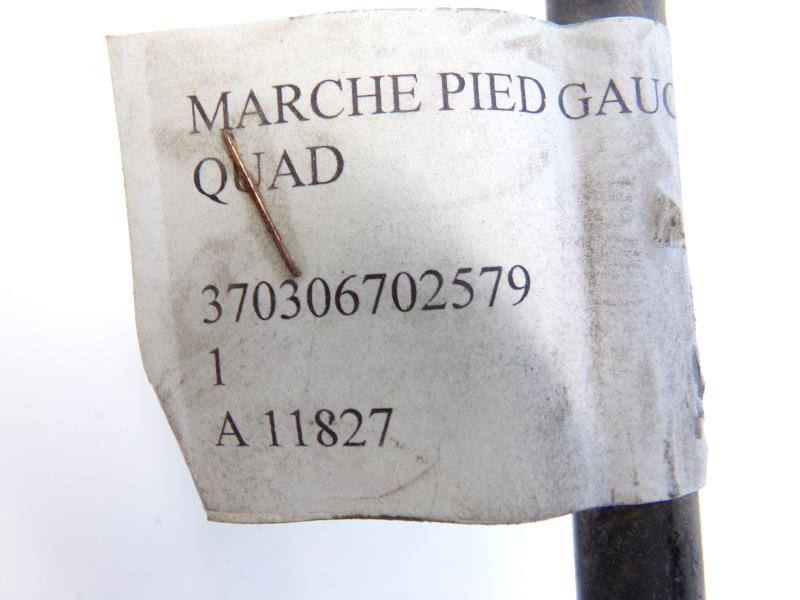 MARCHE PIED GAUC
QUAD
370306702579
1
A 11827